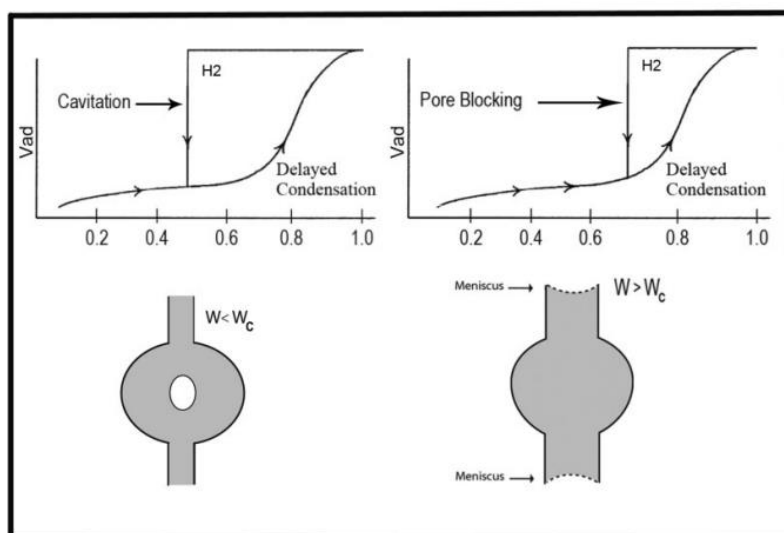 H2
Cavitation
Vad
Delayed
Condensation
0.2 0.4 0.6 0.8 1.0
H2
Pore Blocking
Vad
Delayed
Condensation
0.2 0.4 0.6 0.8 1.0
W < Wc
Meniscus
W > Wc
Meniscus